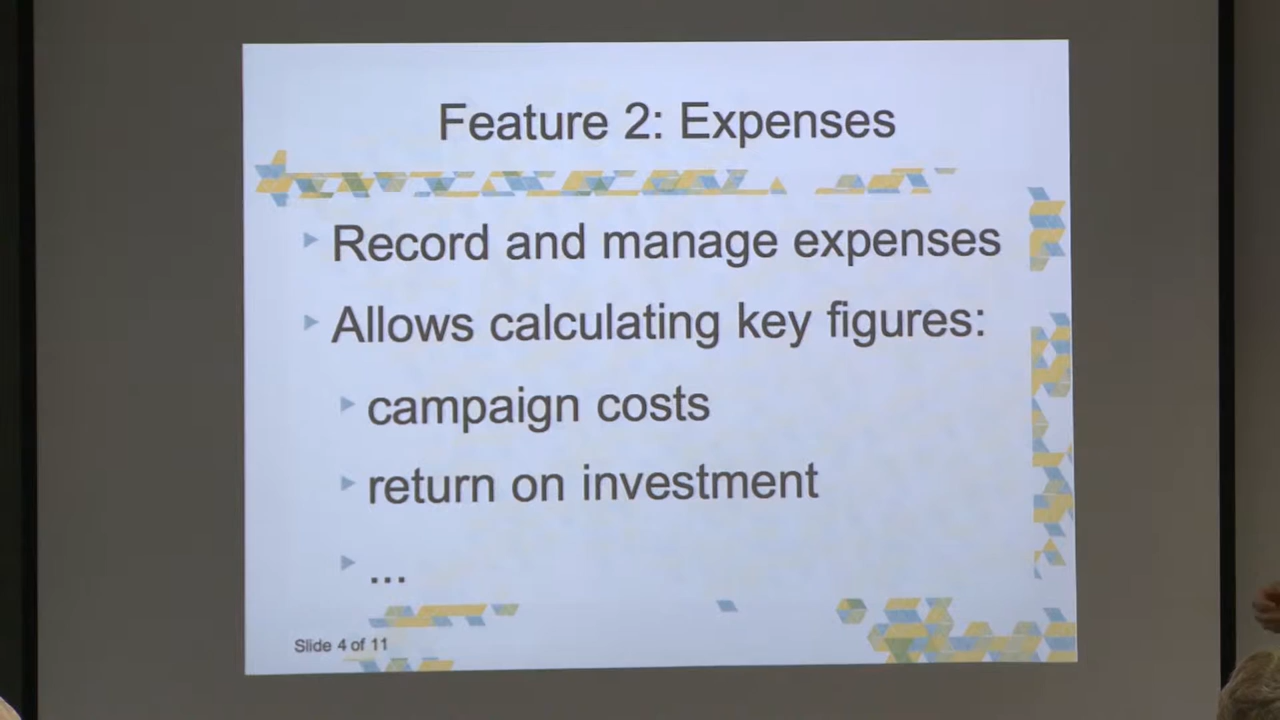 Feature 2: Expenses
Record and manage expenses
Allows calculating key figures:
campaign costs
return on investment
...
Slide 4 of 11